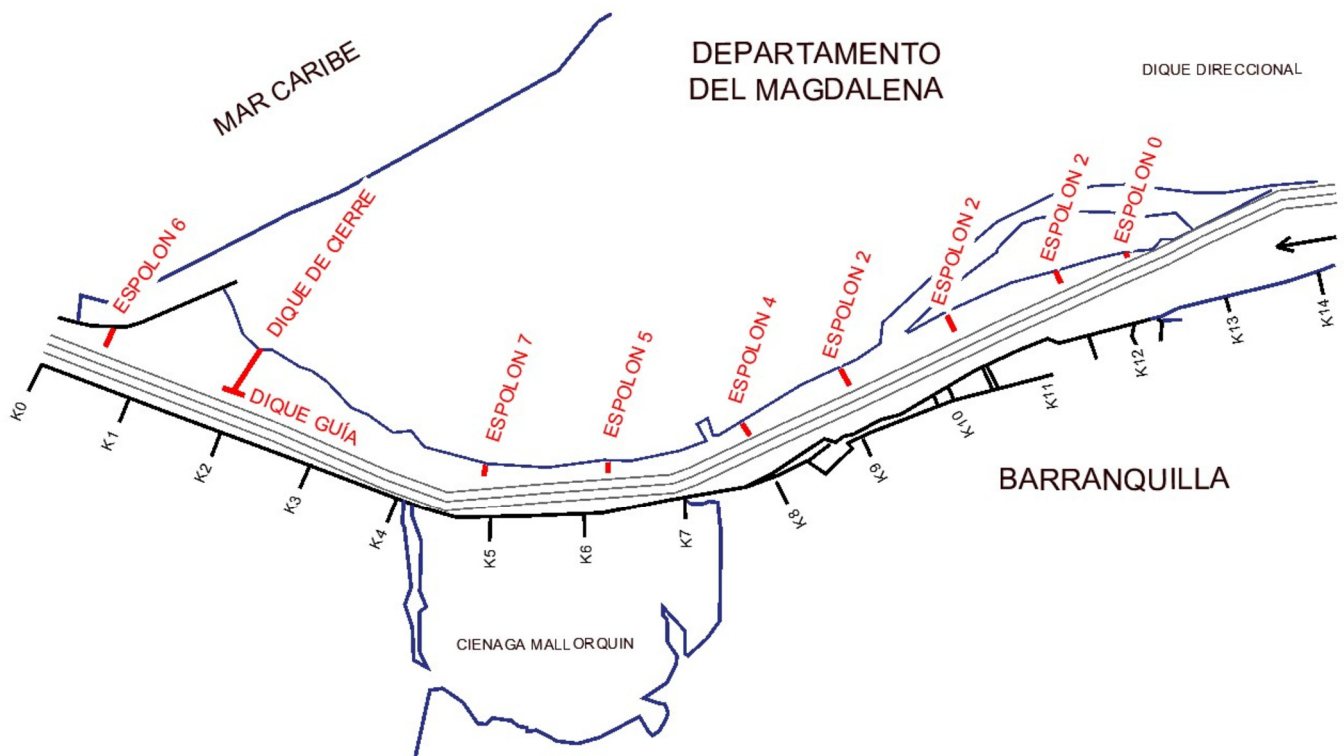 MAR CARIBE
DEPARTAMENTO
DEL MAGDALENA
DIQUE DIRECCIONAL
ESPOLON 6
DIQUE DE CIERRE
DIQUE GUÍA
ESPOLON 7
ESPOLON 5
ESPOLON 4
ESPOLON 2
ESPOLON 2
ESPOLON 2
ESPOLON 0
K0
K1
K2
K3
K4
K5
K6
K7
K8
K9
K10
K11
K12
K13
K14
BARRANQUILLA
CIENAGA MALLORQUIN